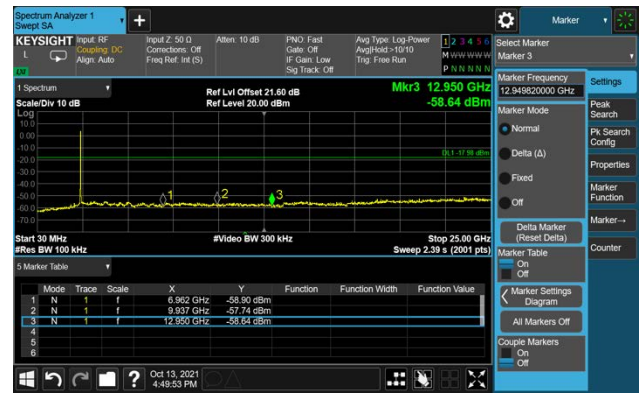 Spectrum Analyzer 1
Swept SA
Marker
KEYSIGHT
L
Input: RF
Coupling: DC
Align: Auto
Input Z: 50 Ω
Corrections: Off
Freq Ref: Int (S)
Atten: 10 dB
PNO: Fast
Gate: Off
IF Gain: Low
Sig Track: Off
Avg Type: Log-Power
Avg|Hold:>10/10
Trig: Free Run
1 2 3 4 5 6
M W W W W W
P N N N N N
Select Marker
Marker 3
1 Spectrum
Scale/Div 10 dB
Log
Ref Lvl Offset 21.60 dB
Ref Level 20.00 dBm
Mkr3 12.950 GHz
-58.64 dBm
10.0
0.00
-10.0
-20.0
-30.0
-40.0
-50.0
-60.0
-70.0
DL1 -17.98 dBm
1
2
3
Start 30 MHz
#Res BW 100 kHz
#Video BW 300 kHz
Stop 25.00 GHz
Sweep 2.39 s (2001 pts)
5 Marker Table
Mode Trace Scale X Y Function Function Width Function Value
1 N 1 f 6.962 GHz -58.90 dBm
2 N 1 f 9.937 GHz -57.74 dBm
3 N 1 f 12.950 GHz -58.64 dBm
4
5
6
Marker Frequency
12.949820000 GHz
Marker Mode
Normal
Delta (Δ)
Fixed
Off
Delta Marker
(Reset Delta)
Marker Table
On
Off
Marker Settings
Diagram
All Markers Off
Couple Markers
On
Off
Settings
Peak
Search
Pk Search
Config
Properties
Marker
Function
Marker→
Counter
?
Oct 13, 2021
4:49:53 PM